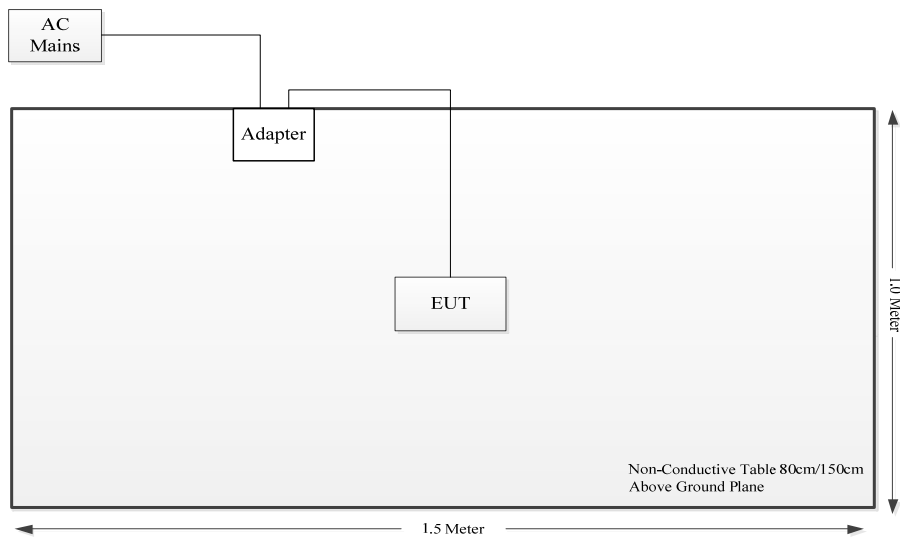 AC
Mains
Adapter
EUT
1.0 Meter
Non-Conductive Table 80cm/150cm
Above Ground Plane
1.5 Meter